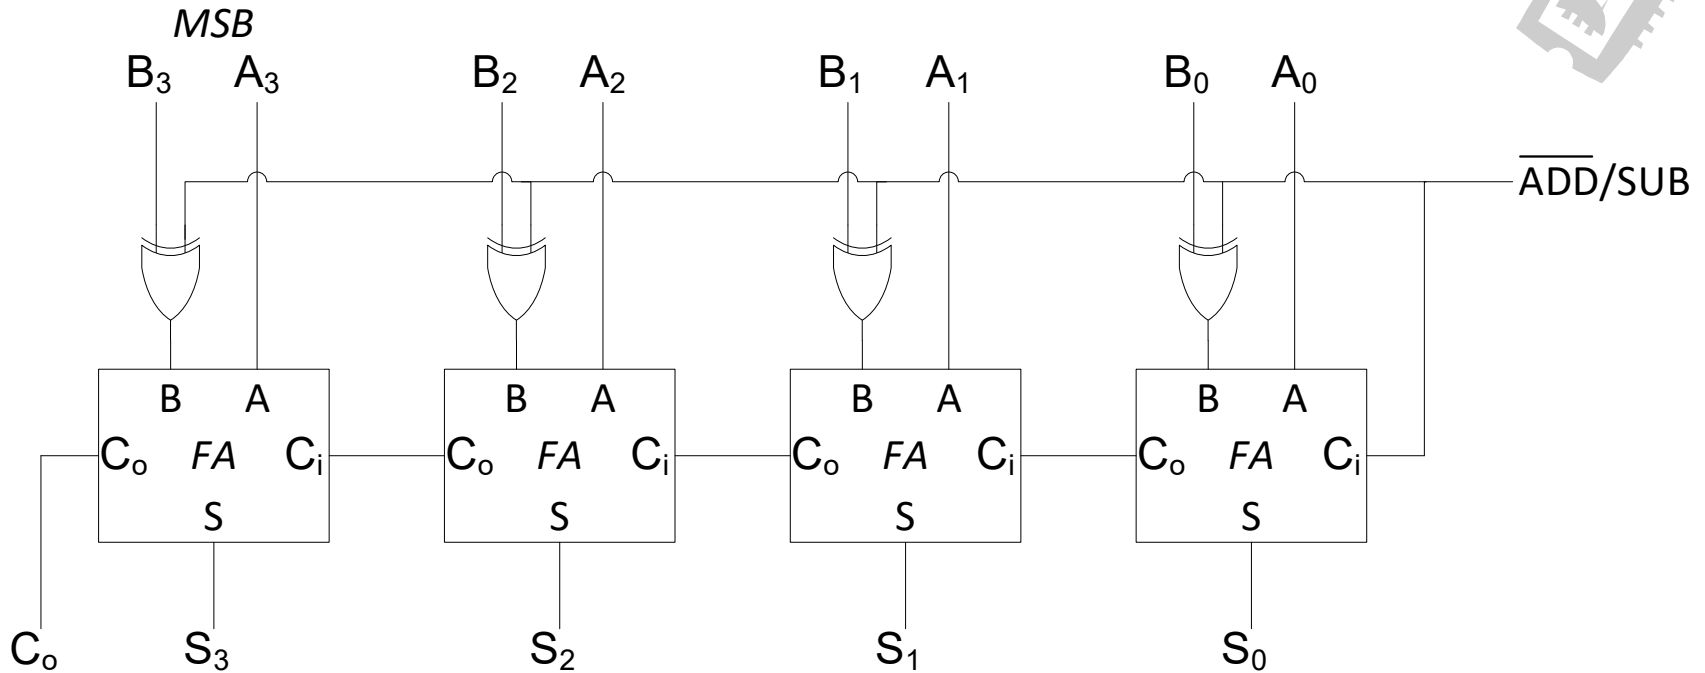 MSB
B₃ A₃ B₂ A₂ B₁ A₁ B₀ A₀
A̅D̅D̅/SUB
B A B A B A B A
Cₒ FA Cᵢ Cₒ FA Cᵢ Cₒ FA Cᵢ Cₒ FA Cᵢ
S S S S
Cₒ S₃ S₂ S₁ S₀